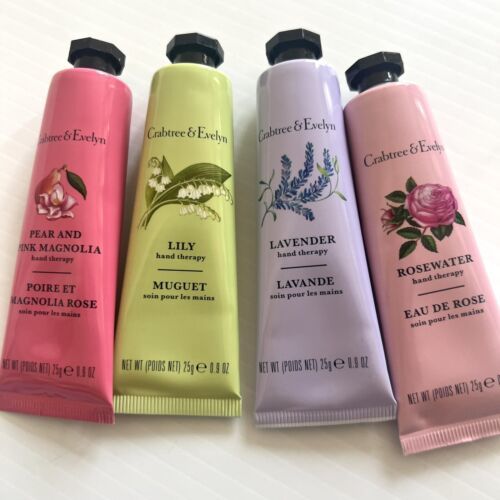 Crabtree & Evelyn
PEAR AND
PINK MAGNOLIA
hand therapy
POIRE ET
MAGNOLIA ROSE
soin pour les mains
NET WT (POIDS NET) 25g ℮ 0.9 OZ
Crabtree & Evelyn
LILY
hand therapy
MUGUET
soin pour les mains
NET WT (POIDS NET) 25g ℮ 0.9 OZ
Crabtree & Evelyn
LAVENDER
hand therapy
LAVANDE
soin pour les mains
NET WT (POIDS NET) 25g ℮ 0.9 OZ
Crabtree & Evelyn
ROSEWATER
hand therapy
EAU DE ROSE
soin pour les mains
NET WT (POIDS NET) 25g ℮